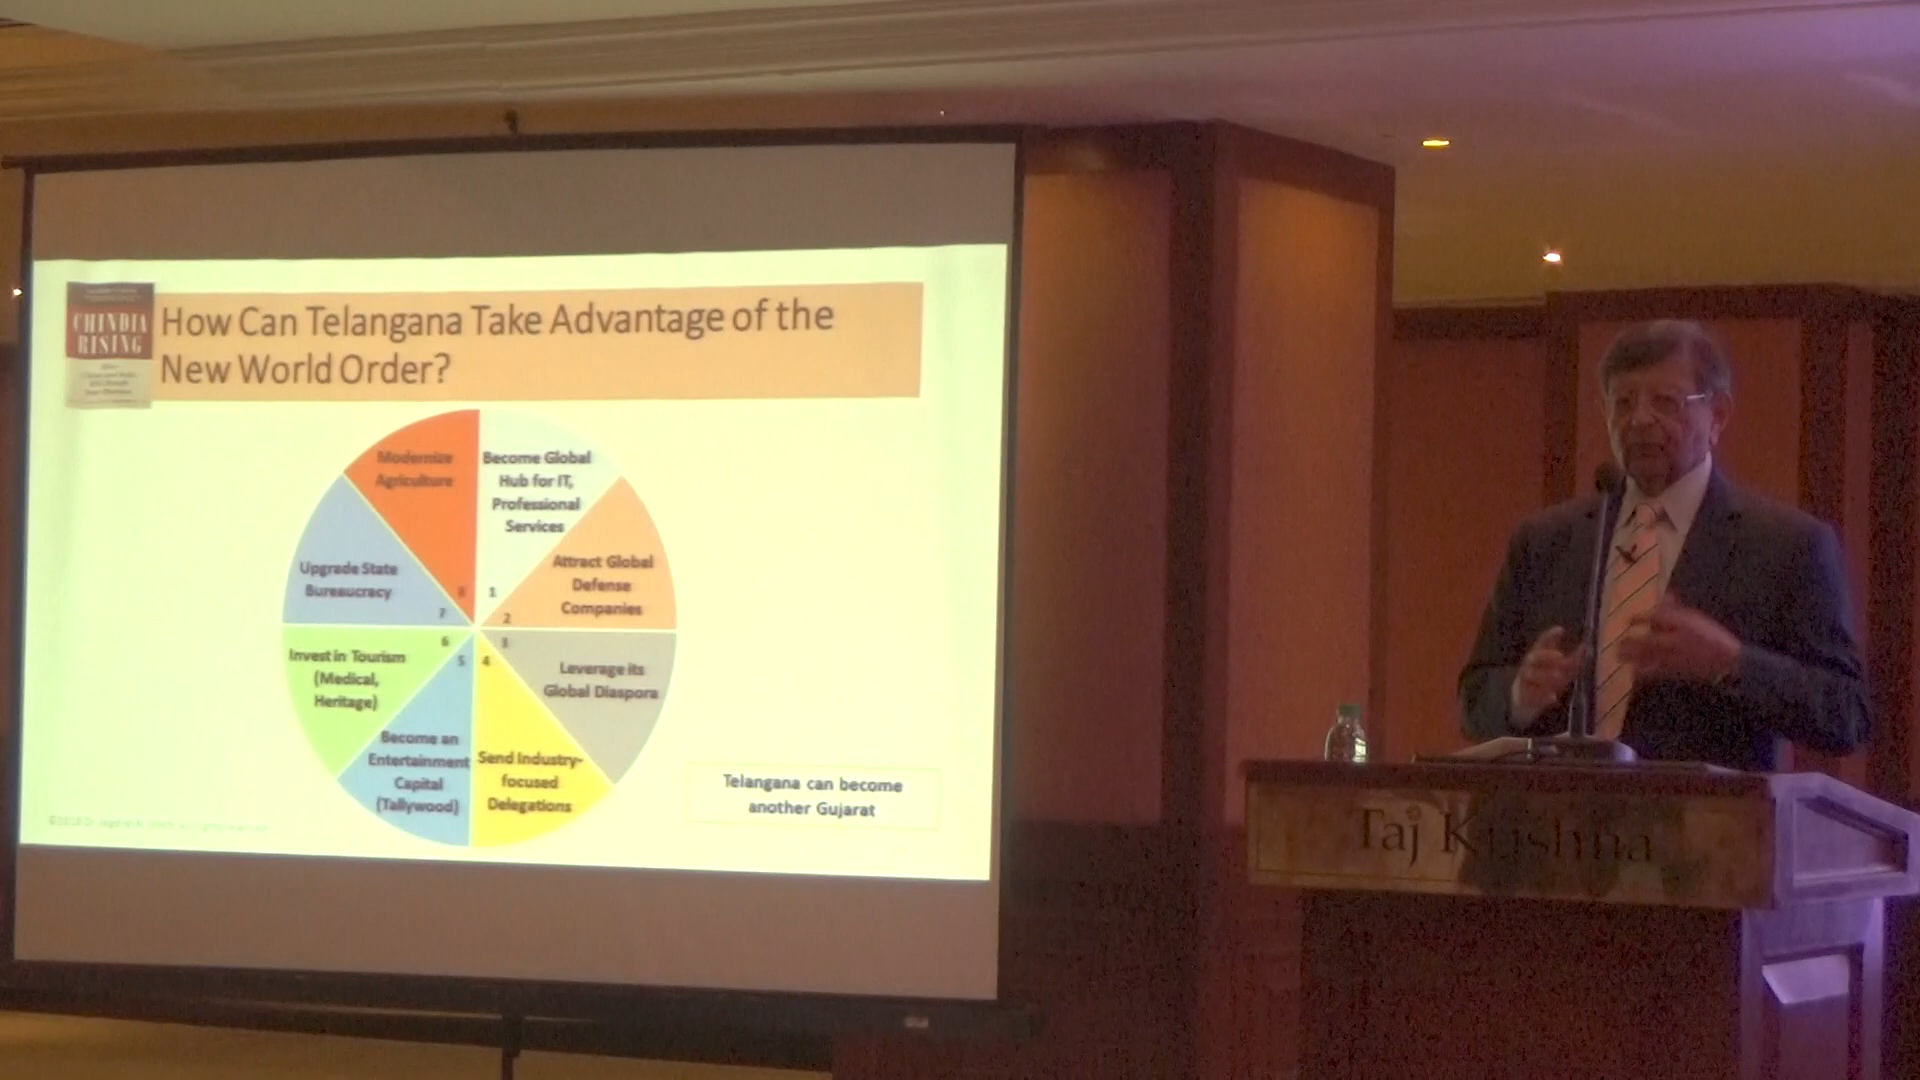 CHINDIA
RISING
How Can Telangana Take Advantage of the
New World Order?
Modernize
Agriculture
8
Become Global
Hub for IT,
Professional
Services
1
Attract Global
Defense
Companies
2
Leverage its
Global Diaspora
3
Send Industry-
focused
Delegations
4
Become an
Entertainment
Capital
(Tallywood)
5
Invest in Tourism
(Medical,
Heritage)
6
Upgrade State
Bureaucracy
7
Telangana can become
another Gujarat
Taj Krishna